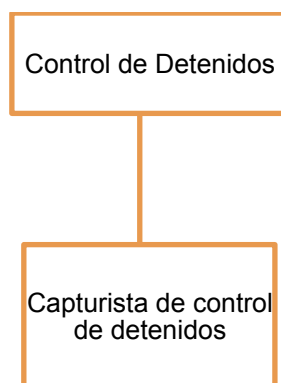 Control de Detenidos
Capturista de control
de detenidos